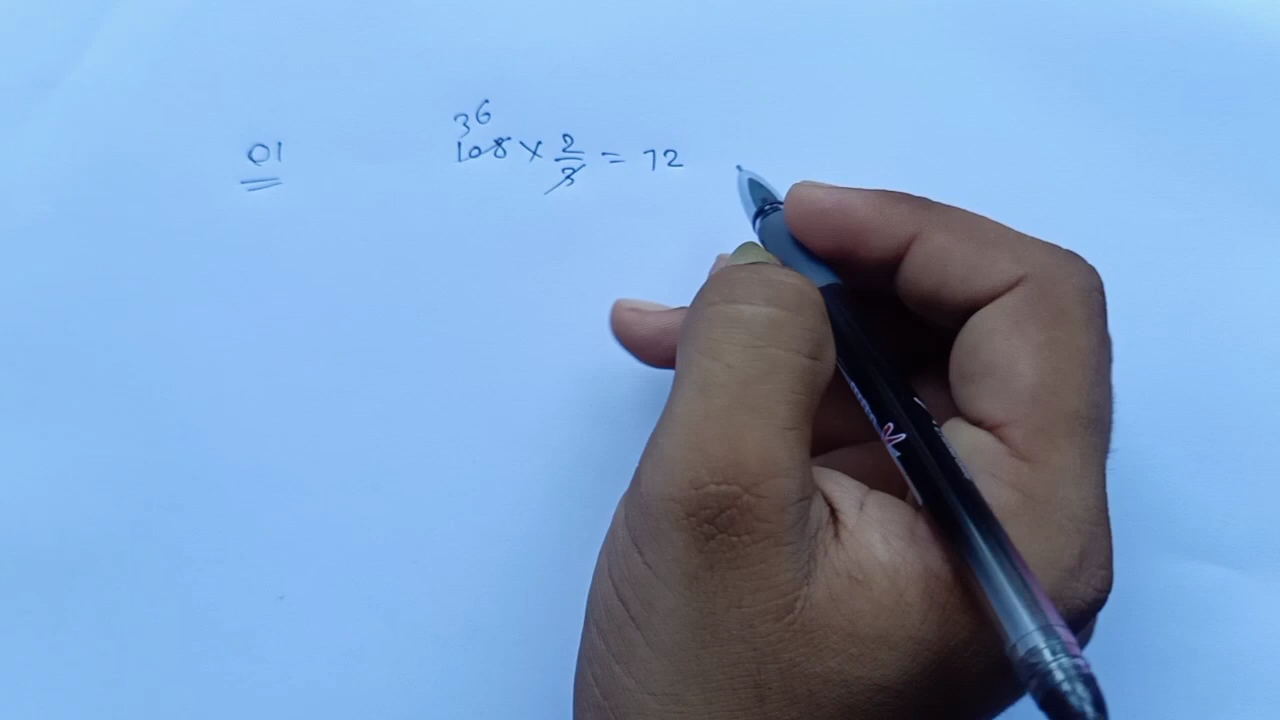 01
36
108 × 2/3 = 72